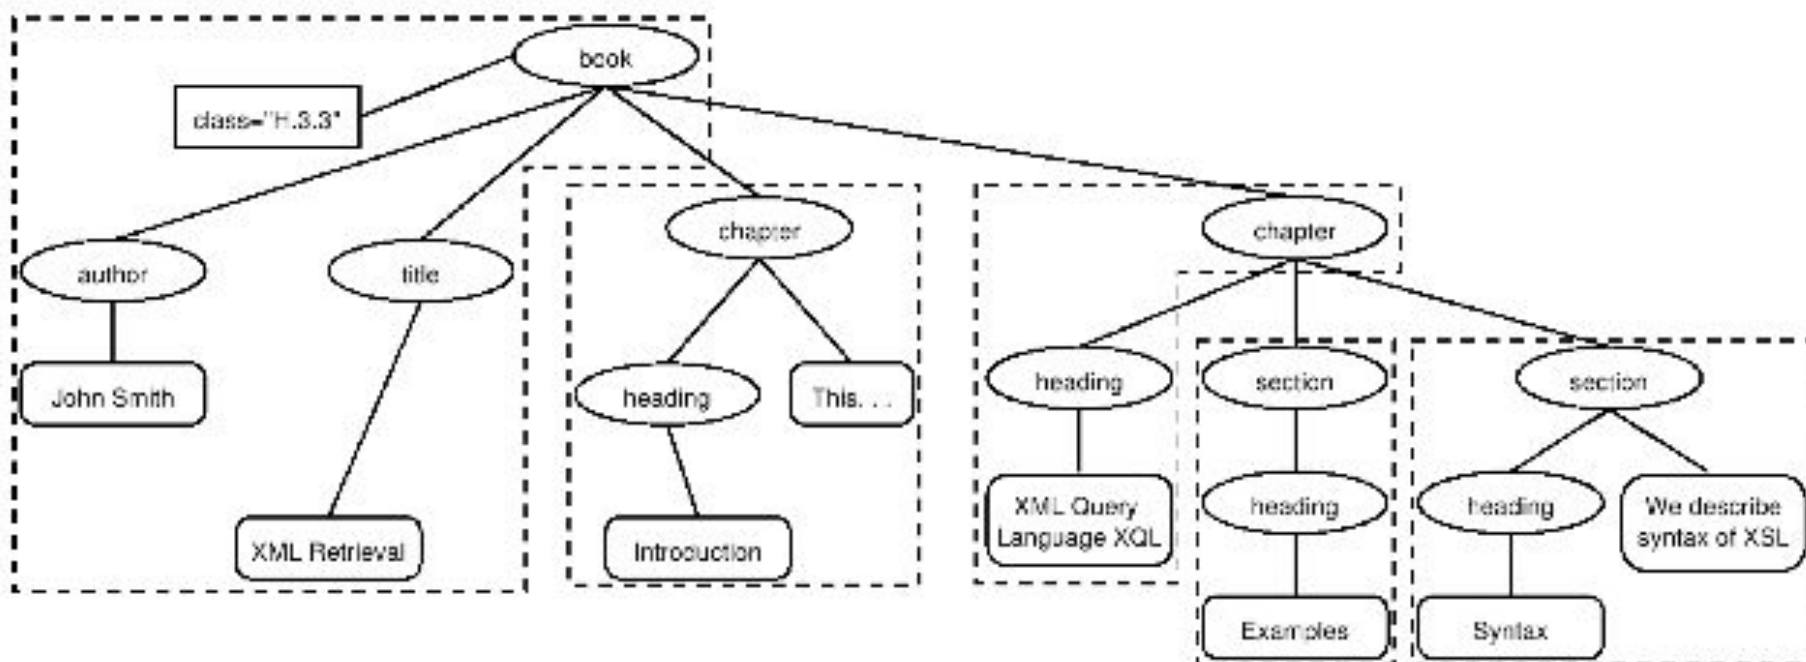 book
class="H.3.3"
chapter
chapter
author
title
heading
section
section
John Smith
heading
This. . .
XML Query
Language XQL
heading
heading
We describe
syntax of XSL
XML Retrieval
Introduction
Examples
Syntax